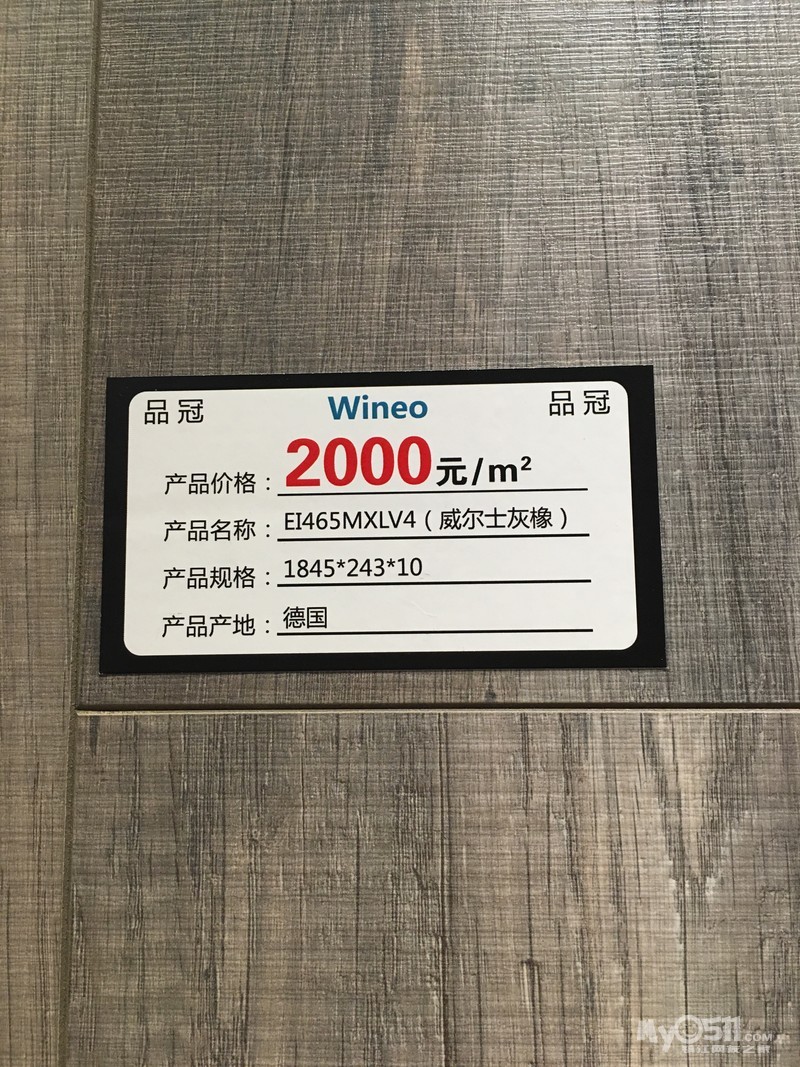 品冠 Wineo 品冠
产品价格：2000元/m²
产品名称：EI465MXLV4（威尔士灰橡）
产品规格：1845*243*10
产品产地：德国
My0511.COM